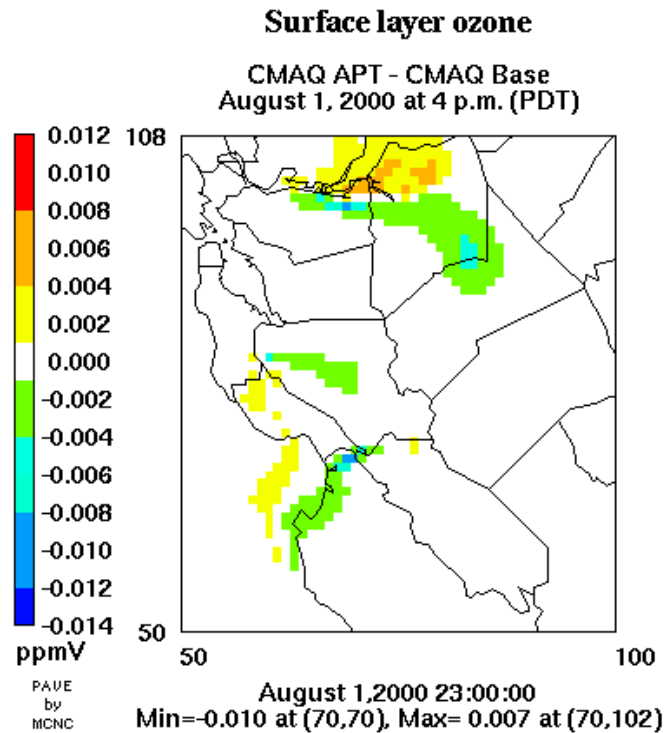 Surface layer ozone
CMAQ APT - CMAQ Base
August 1, 2000 at 4 p.m. (PDT)
0.012
0.010
0.008
0.006
0.004
0.002
0.000
-0.002
-0.004
-0.006
-0.008
-0.010
-0.012
-0.014
ppmV
PAVE
by
MCNC
108
50
50
100
August 1,2000 23:00:00
Min=-0.010 at (70,70), Max= 0.007 at (70,102)